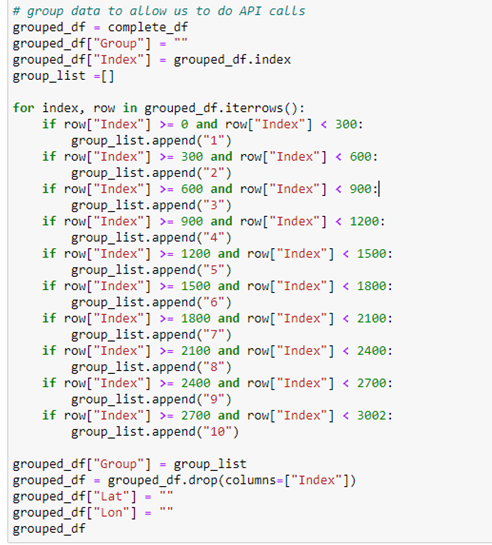 # group data to allow us to do API calls
grouped_df = complete_df
grouped_df["Group"] = ""
grouped_df["Index"] = grouped_df.index
group_list =[]

for index, row in grouped_df.iterrows():
    if row["Index"] >= 0 and row["Index"] < 300:
        group_list.append("1")
    if row["Index"] >= 300 and row["Index"] < 600:
        group_list.append("2")
    if row["Index"] >= 600 and row["Index"] < 900:
        group_list.append("3")
    if row["Index"] >= 900 and row["Index"] < 1200:
        group_list.append("4")
    if row["Index"] >= 1200 and row["Index"] < 1500:
        group_list.append("5")
    if row["Index"] >= 1500 and row["Index"] < 1800:
        group_list.append("6")
    if row["Index"] >= 1800 and row["Index"] < 2100:
        group_list.append("7")
    if row["Index"] >= 2100 and row["Index"] < 2400:
        group_list.append("8")
    if row["Index"] >= 2400 and row["Index"] < 2700:
        group_list.append("9")
    if row["Index"] >= 2700 and row["Index"] < 3002:
        group_list.append("10")

grouped_df["Group"] = group_list
grouped_df = grouped_df.drop(columns=["Index"])
grouped_df["Lat"] = ""
grouped_df["Lon"] = ""
grouped_df